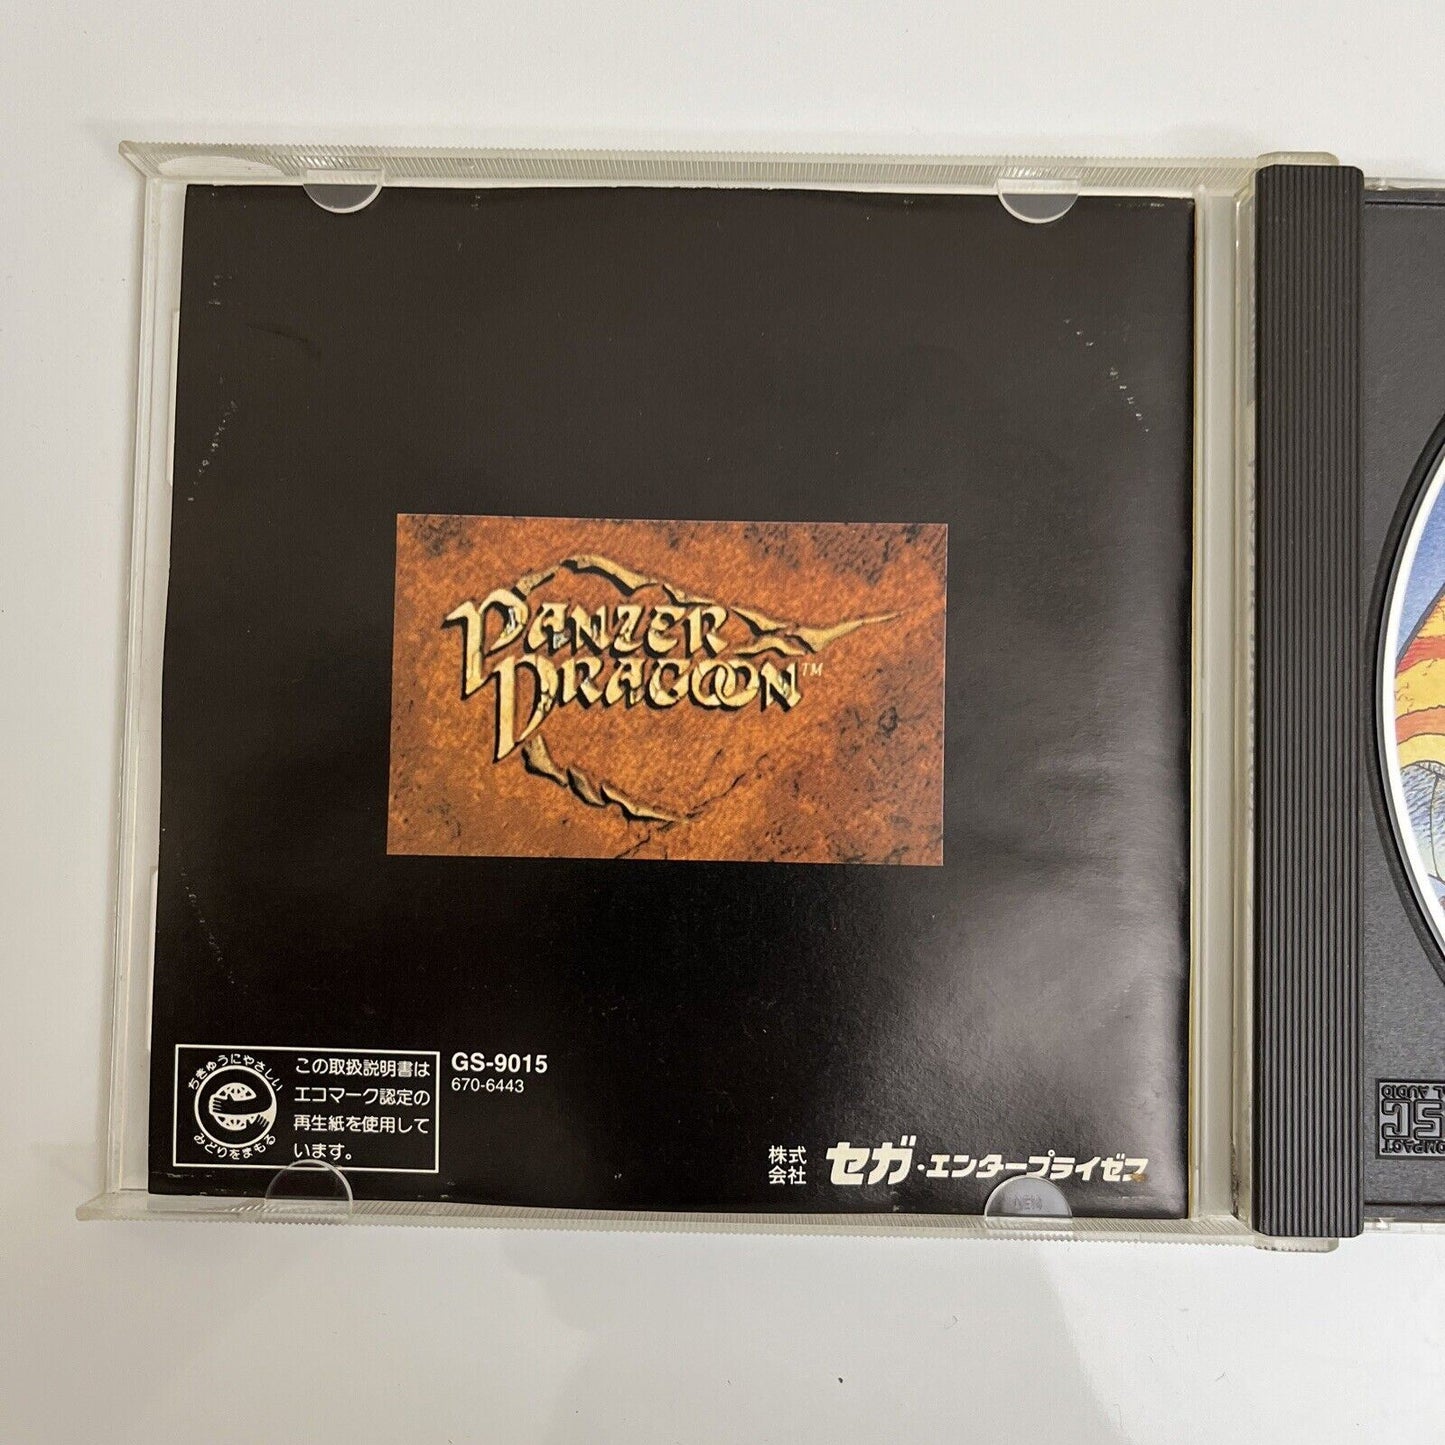 PANZER
DRAGOON™
ちきゅうにやさしい
みどりをまもる
この取扱説明書は
エコマーク認定の
再生紙を使用して
います。
GS-9015
670-6443
株式
会社
セガ・エンタープライゼス